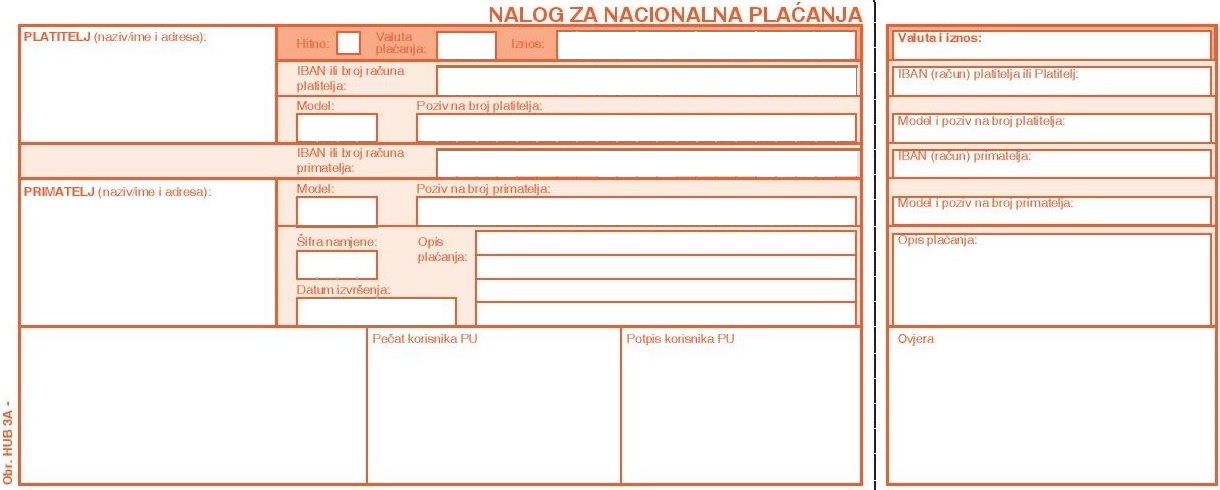 NALOG ZA NACIONALNA PLAĆANJA
PLATITELJ (naziv/ime i adresa):
Hitno:
Valuta
plaćanja:
Iznos:
IBAN ili broj računa
platitelja:
Model:
Poziv na broj platitelja:
IBAN ili broj računa
primatelja:
PRIMATELJ (naziv/ime i adresa):
Model:
Poziv na broj primatelja:
Šifra namjene:
Opis
plaćanja:
Datum izvršenja:
Pečat korisnika PU
Potpis korisnika PU
Obr. HUB 3A -
Valuta i iznos:
IBAN (račun) platitelja ili Platitelj:
Model i poziv na broj platitelja:
IBAN (račun) primatelja:
Model i poziv na broj primatelja:
Opis plaćanja:
Ovjera